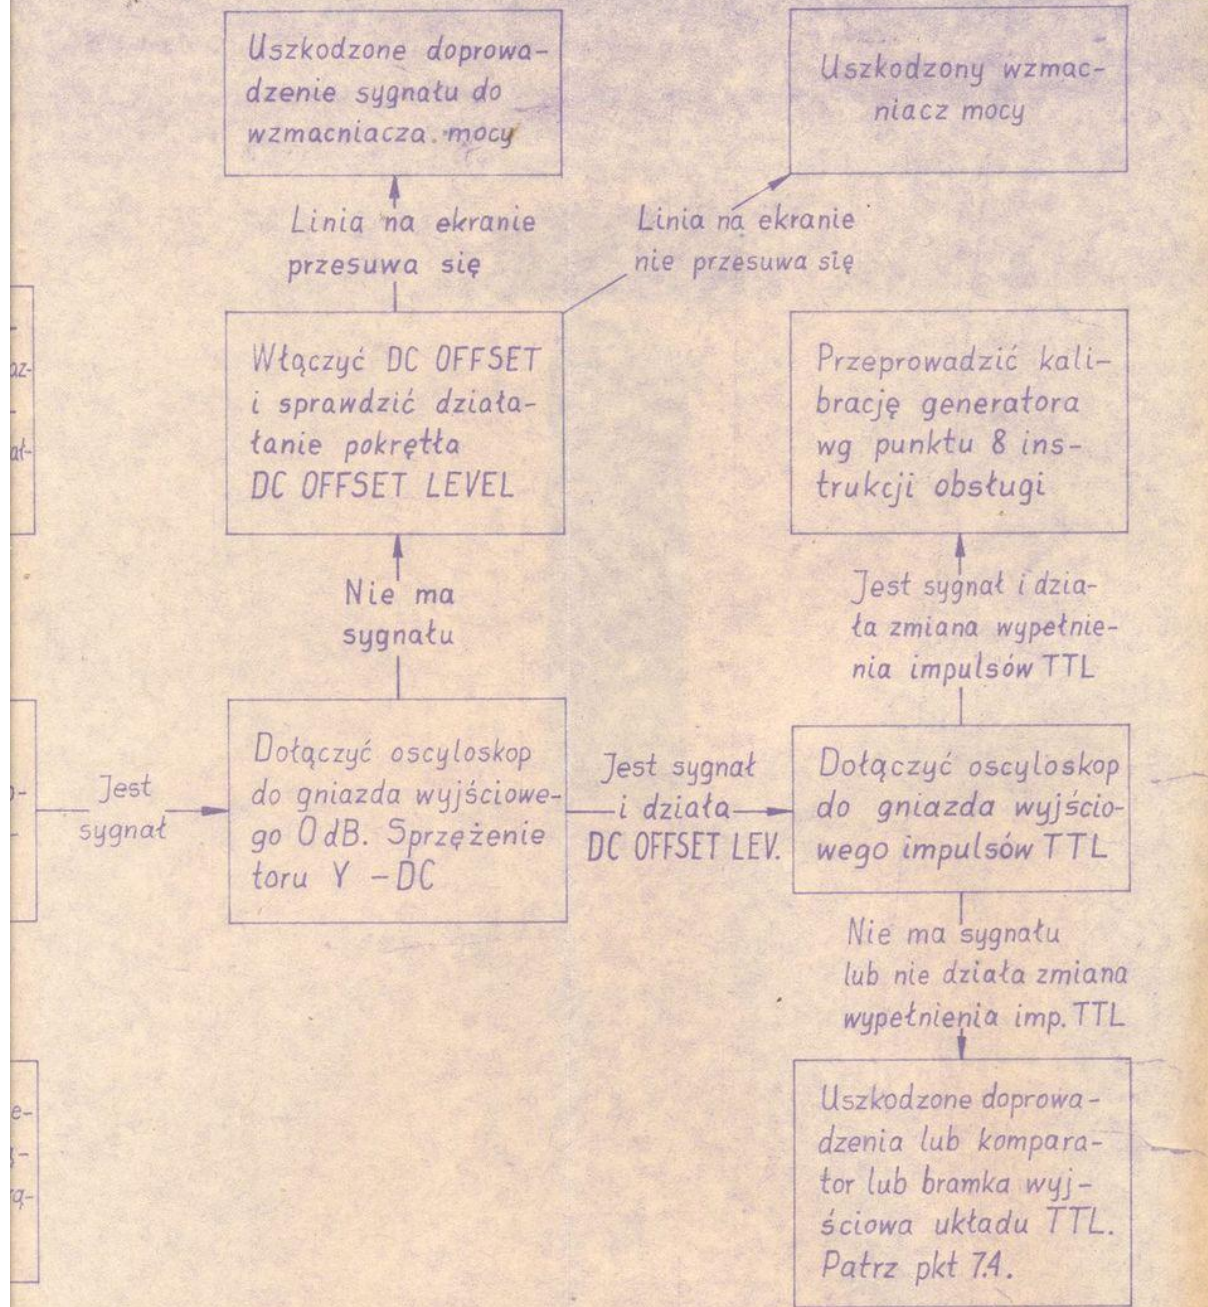 Uszkodzone doprowa-
dzenie sygnału do
wzmacniacza mocy
Uszkodzony wzmac-
niacz mocy
Linia na ekranie
przesuwa się
Linia na ekranie
nie przesuwa się
Włączyć DC OFFSET
i sprawdzić działa-
łanie pokrętła
DC OFFSET LEVEL
Przeprowadzić kali-
brację generatora
wg punktu 8 ins-
trukcji obsługi
Nie ma
sygnału
Jest sygnał i dzia-
ła zmiana wypełnie-
nia impulsów TTL
Jest
sygnał
Dołączyć oscyloskop
do gniazda wyjściowe-
go 0 dB. Sprzężenie
toru Y - DC
Jest sygnał
i działa
DC OFFSET LEV.
Dołączyć oscyloskop
do gniazda wyjścio-
wego impulsów TTL
Nie ma sygnału
lub nie działa zmiana
wypełnienia imp. TTL
Uszkodzone doprowa-
dzenia lub kompara-
tor lub bramka wyj-
ściowa układu TTL.
Patrz pkt 7.4.